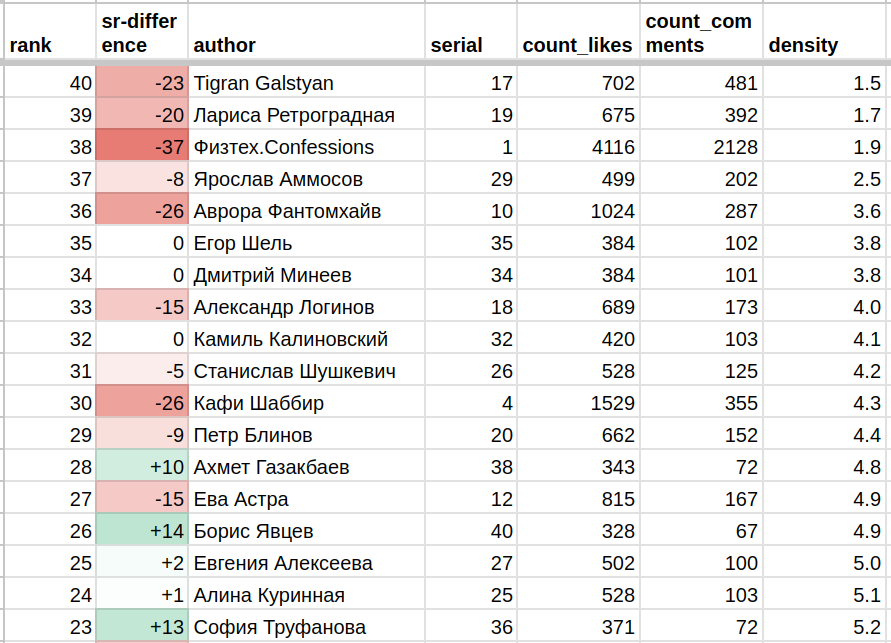 rank sr-differ ence author serial count_likes count_com ments density
40 -23 Tigran Galstyan 17 702 481 1.5
39 -20 Лариса Ретроградная 19 675 392 1.7
38 -37 Физтех.Confessions 1 4116 2128 1.9
37 -8 Ярослав Аммосов 29 499 202 2.5
36 -26 Аврора Фантомхайв 10 1024 287 3.6
35 0 Егор Шель 35 384 102 3.8
34 0 Дмитрий Минеев 34 384 101 3.8
33 -15 Александр Логинов 18 689 173 4.0
32 0 Камиль Калиновский 32 420 103 4.1
31 -5 Станислав Шушкевич 26 528 125 4.2
30 -26 Кафи Шаббир 4 1529 355 4.3
29 -9 Петр Блинов 20 662 152 4.4
28 +10 Ахмет Газакбаев 38 343 72 4.8
27 -15 Ева Астра 12 815 167 4.9
26 +14 Борис Явцев 40 328 67 4.9
25 +2 Евгения Алексеева 27 502 100 5.0
24 +1 Алина Куринная 25 528 103 5.1
23 +13 София Труфанова 36 371 72 5.2